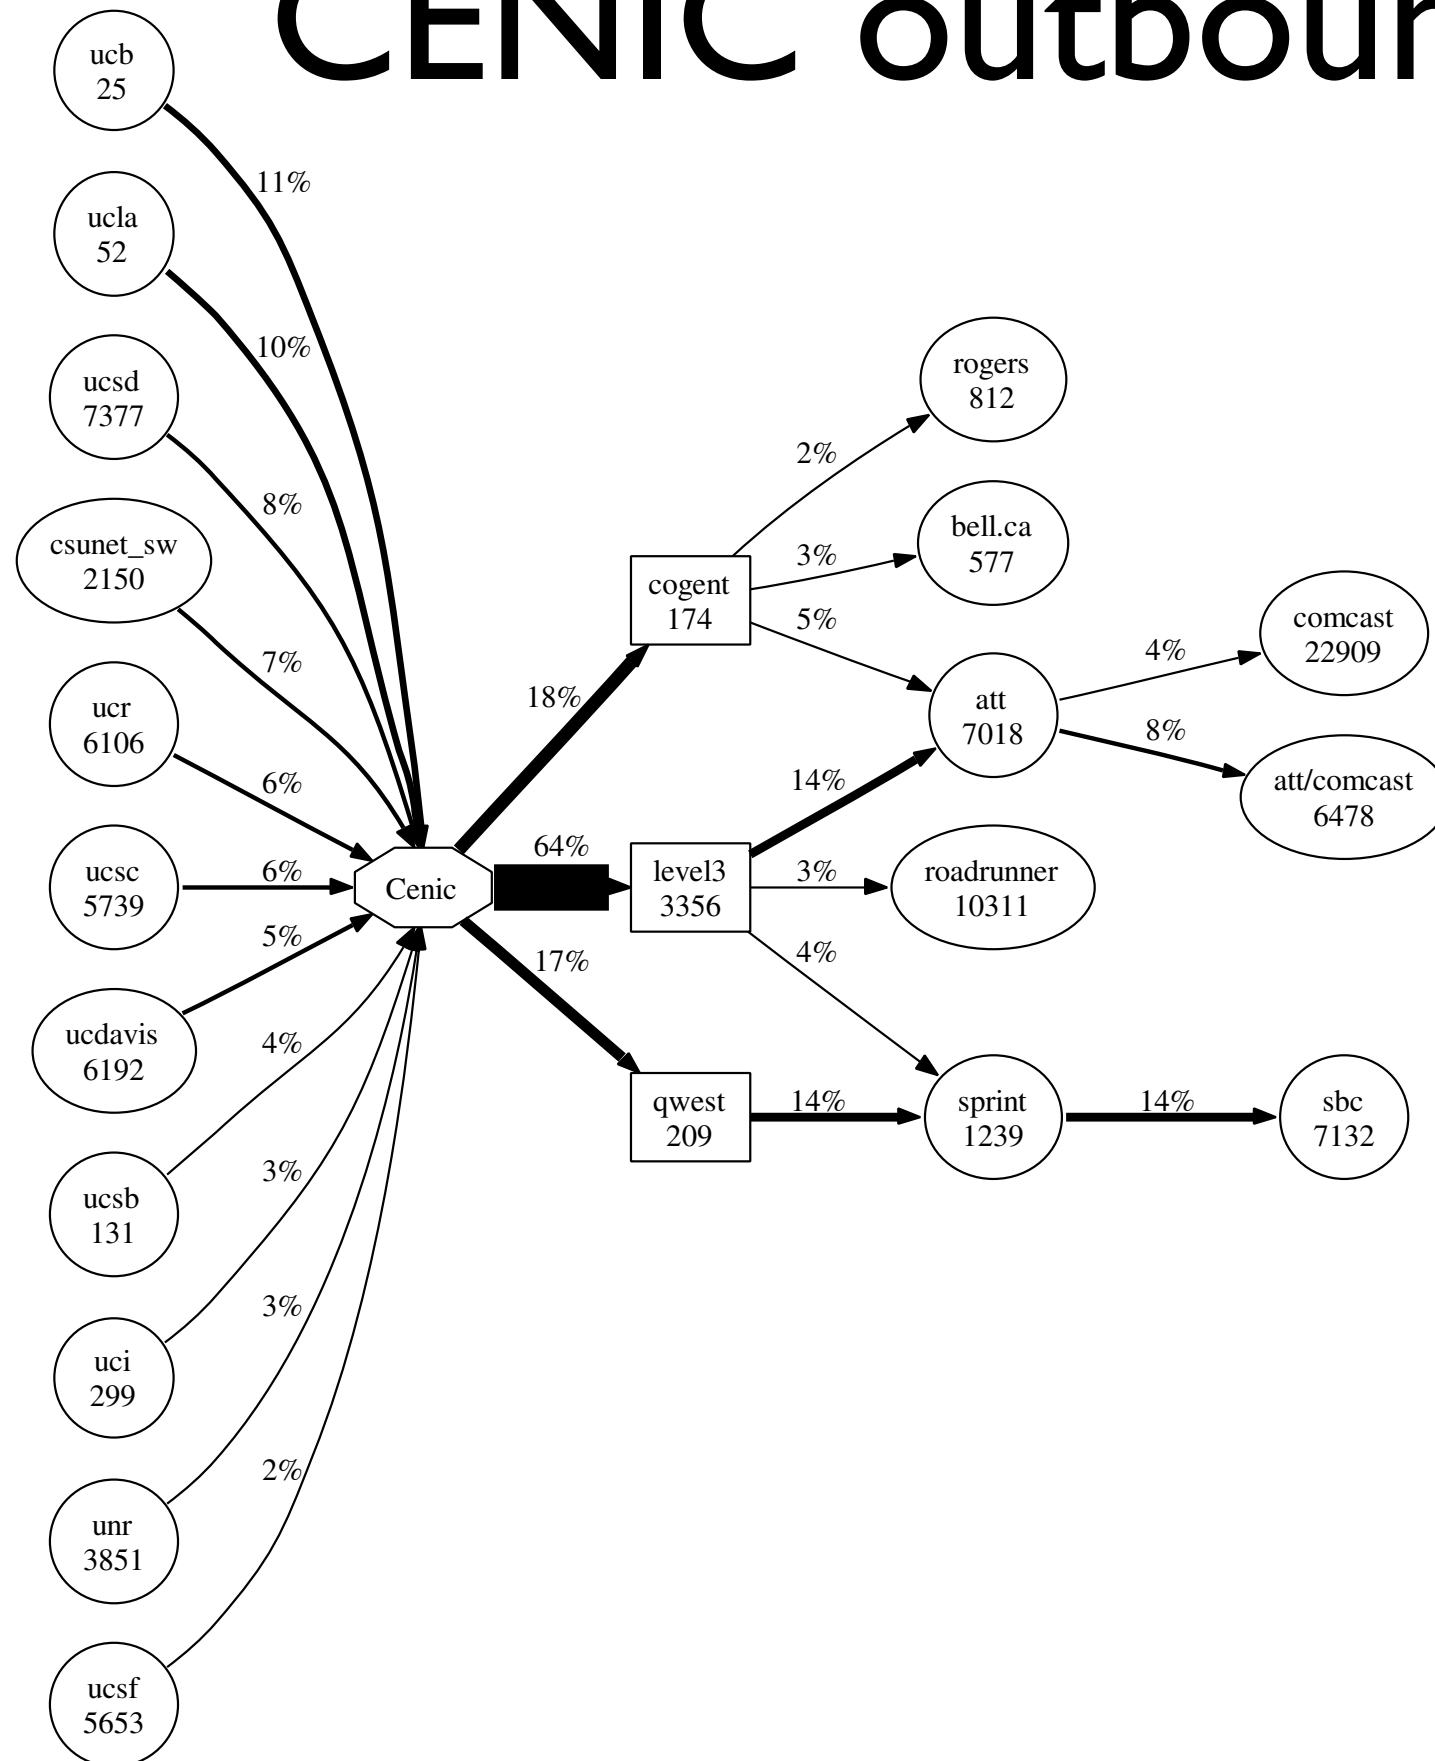 CENIC
ucb
25
11%
ucla
52
10%
ucsd
7377
8%
csunet_sw
2150
7%
ucr
6106
6%
ucsc
5739
6%
ucdavis
6192
5%
ucsb
131
4%
uci
299
3%
unr
3851
3%
ucsf
5653
2%
Cenic
18%
64%
17%
cogent
174
level3
3356
qwest
209
2%
3%
5%
14%
3%
4%
14%
rogers
812
bell.ca
577
att
7018
roadrunner
10311
sprint
1239
4%
8%
14%
comcast
22909
att/comcast
6478
sbc
7132